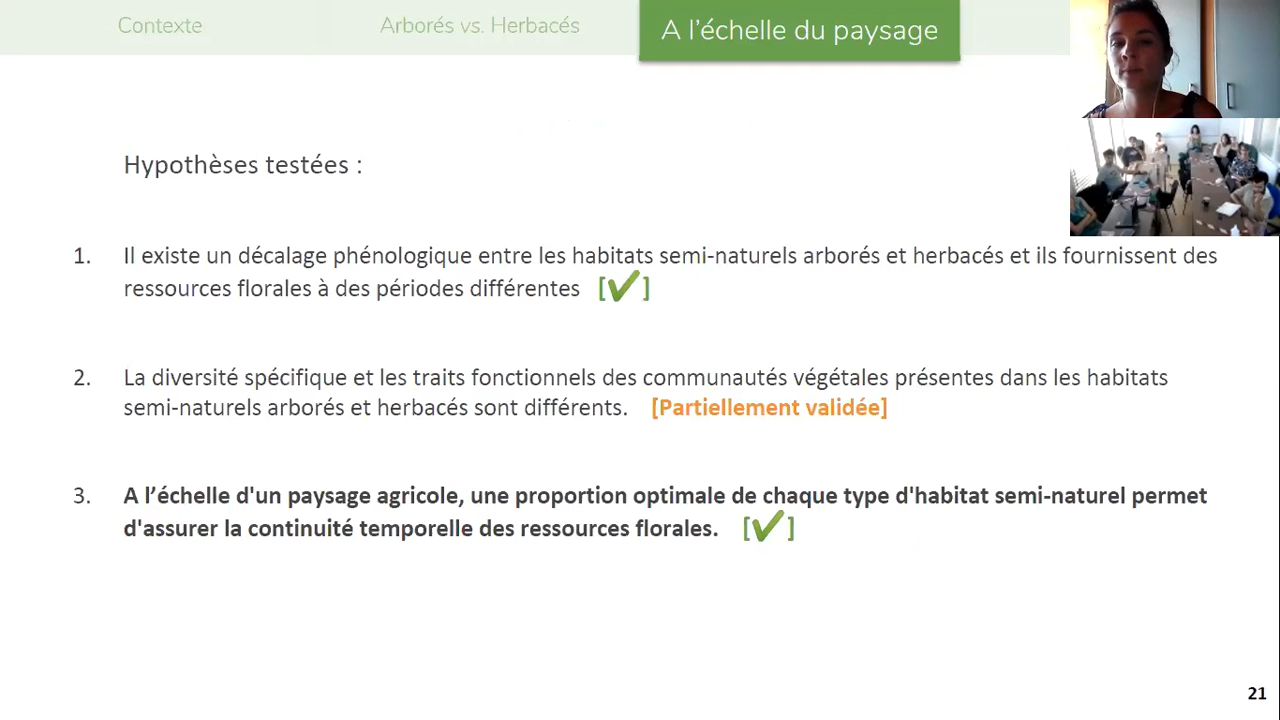 Contexte
Arborés vs. Herbacés
A l’échelle du paysage
Hypothèses testées :
1. Il existe un décalage phénologique entre les habitats semi-naturels arborés et herbacés et ils fournissent des
ressources florales à des périodes différentes [✔]
2. La diversité spécifique et les traits fonctionnels des communautés végétales présentes dans les habitats
semi-naturels arborés et herbacés sont différents. [Partiellement validée]
3. A l’échelle d'un paysage agricole, une proportion optimale de chaque type d'habitat semi-naturel permet
d'assurer la continuité temporelle des ressources florales. [✔]
21